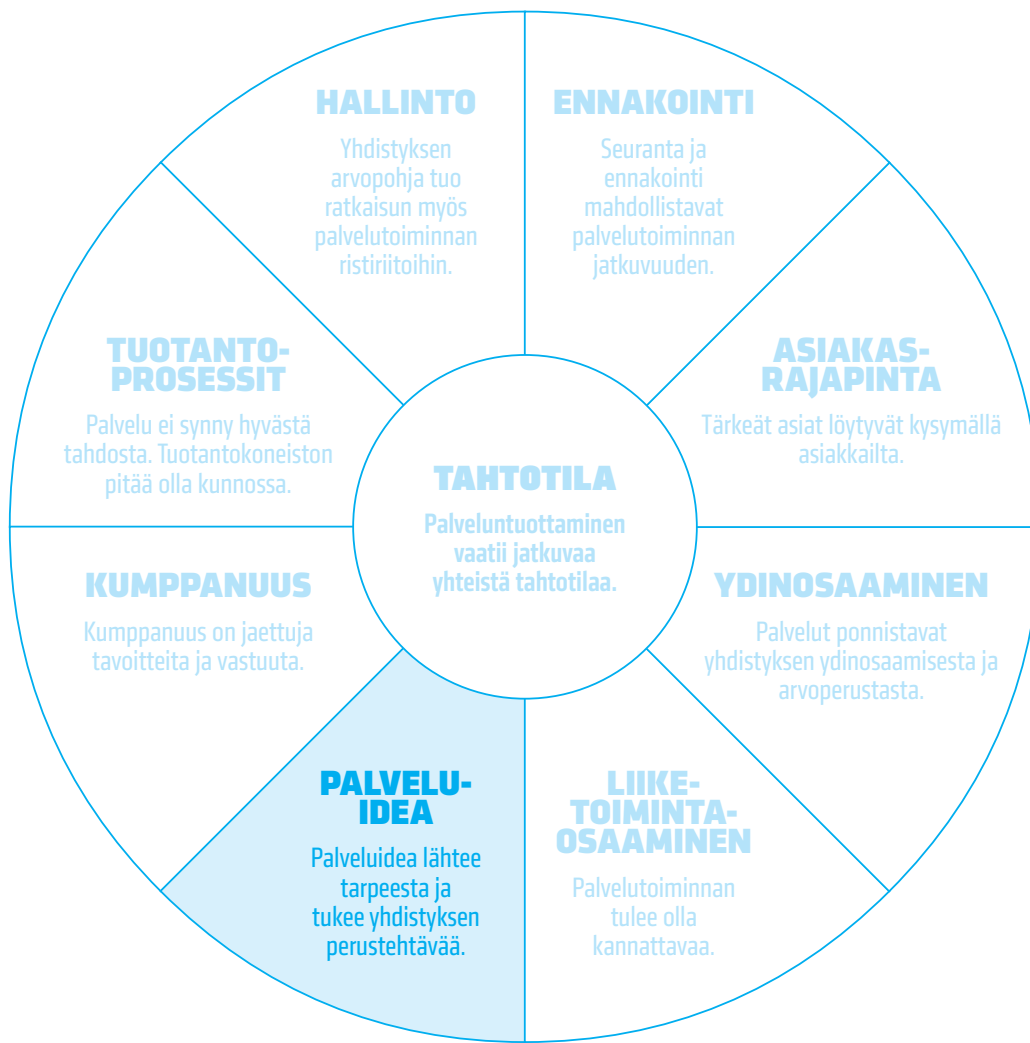 HALLINTO
Yhdistyksen
arvopohja tuo
ratkaisun myös
palvelutoiminnan
ristiriitoihin.
ENNAKOINTI
Seuranta ja
ennakointi
mahdollistavat
palvelutoiminnan
jatkuvuuden.
TUOTANTO-
PROSESSIT
Palvelu ei synny hyvästä
tahdosta. Tuotantokoneiston
pitää olla kunnossa.
ASIAKAS-
RAJAPINTA
Tärkeät asiat löytyvät kysymällä
asiakkailta.
TAHTOTILA
Palveluntuottaminen
vaatii jatkuvaa
yhteistä tahtotilaa.
KUMPPANUUS
Kumppanuus on jaettuja
tavoitteita ja vastuuta.
YDINOSAAMINEN
Palvelut ponnistavat
yhdistyksen ydinosaamisesta ja
arvoperustasta.
PALVELU-
IDEA
Palveluidea lähtee
tarpeesta ja
tukee yhdistyksen
perustehtävää.
LIIKE-
TOIMINTA-
OSAAMINEN
Palvelutoiminnan
tulee olla
kannattavaa.